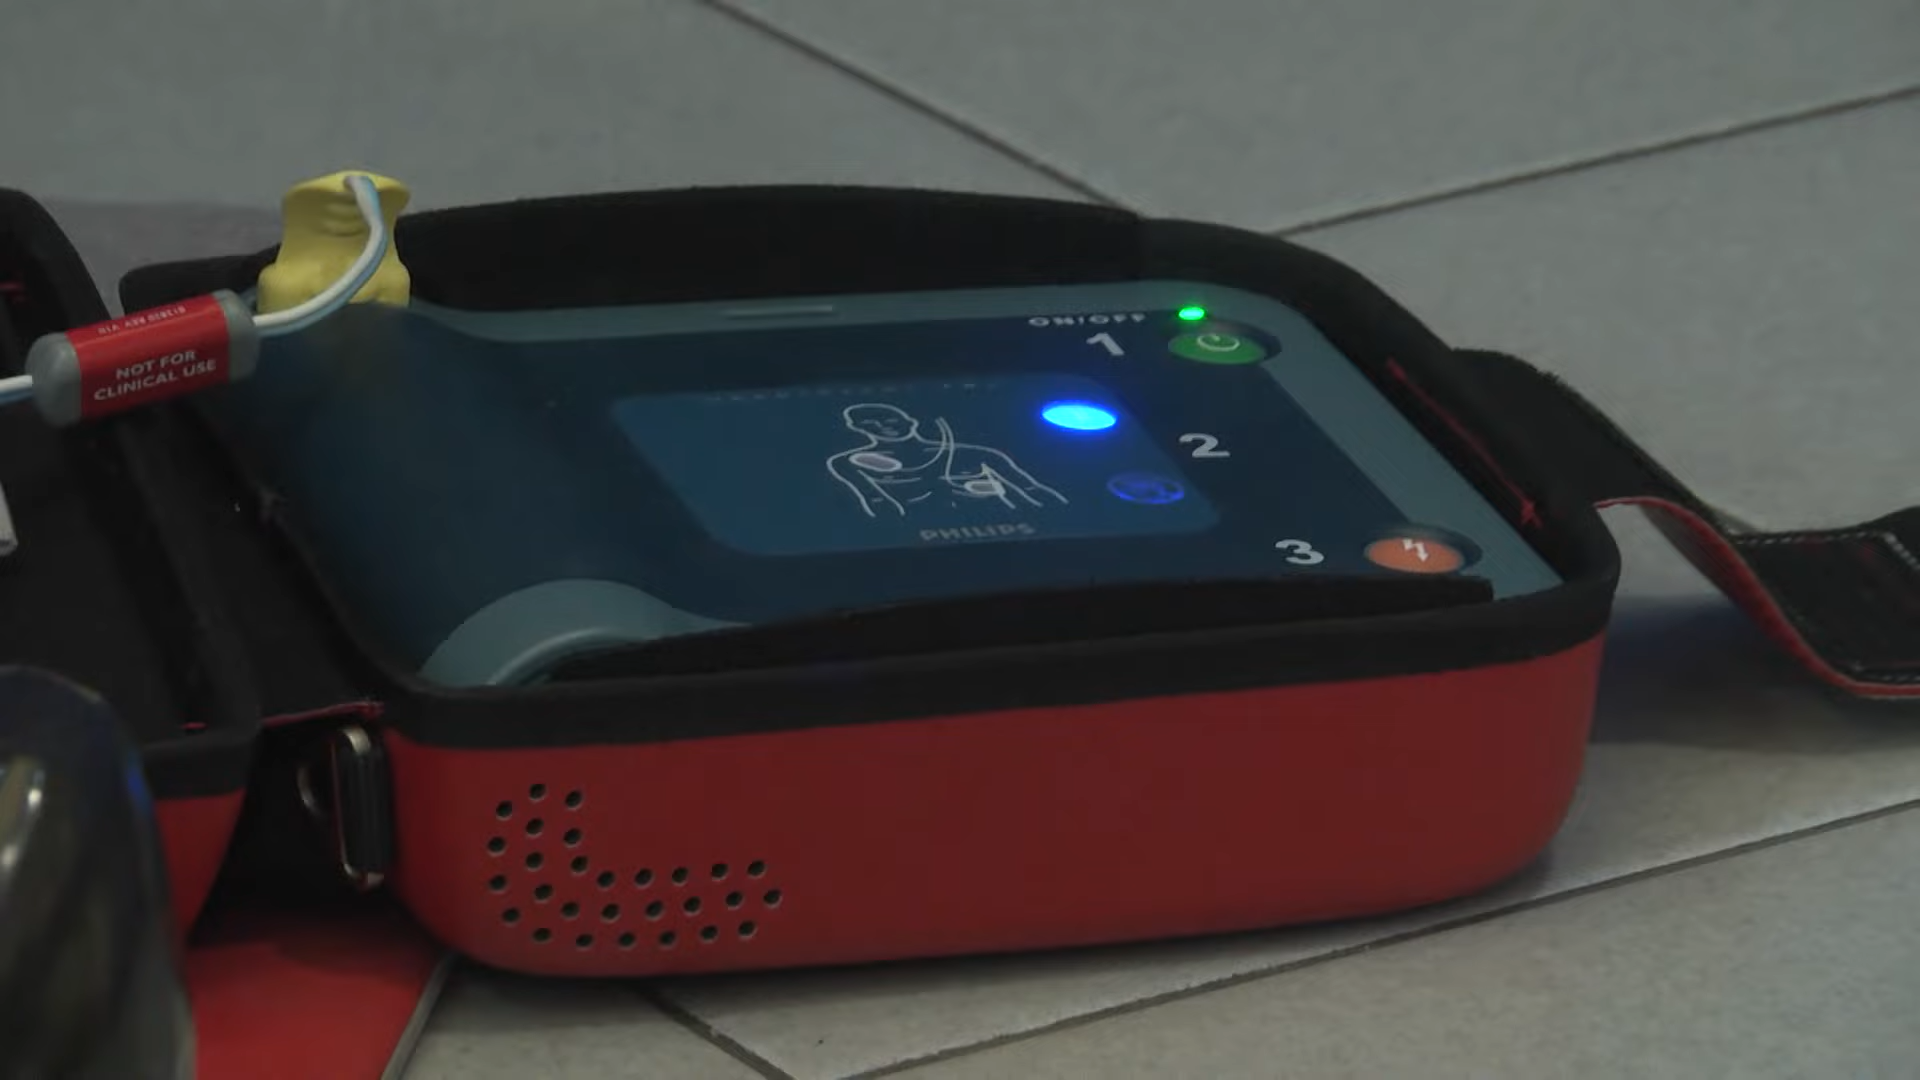 ON/OFF
1
2
NOT FOR
CLINICAL USE
PHILIPS
3